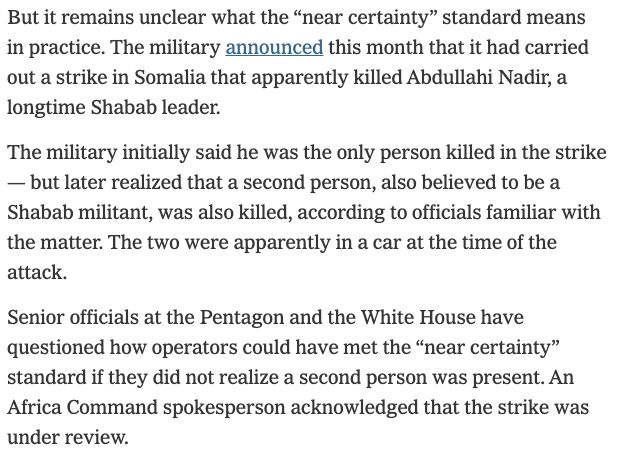 But it remains unclear what the “near certainty” standard means
in practice. The military announced this month that it had carried
out a strike in Somalia that apparently killed Abdullahi Nadir, a
longtime Shabab leader.
The military initially said he was the only person killed in the strike
— but later realized that a second person, also believed to be a
Shabab militant, was also killed, according to officials familiar with
the matter. The two were apparently in a car at the time of the
attack.
Senior officials at the Pentagon and the White House have
questioned how operators could have met the “near certainty”
standard if they did not realize a second person was present. An
Africa Command spokesperson acknowledged that the strike was
under review.